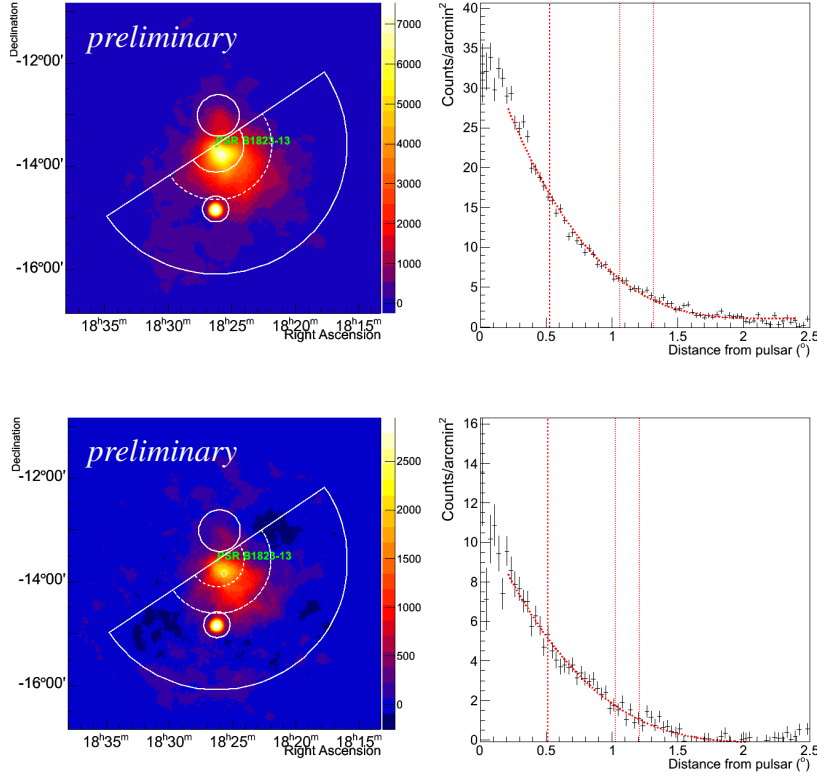 Declination
preliminary
-12°00'
-14°00'
-16°00'
PSR B1823-13
18h35m
18h30m
18h25m
18h20m
18h15m
Right Ascension
7000
6000
5000
4000
3000
2000
1000
0
Counts/arcmin²
40
35
30
25
20
15
10
5
0
0
0.5
1
1.5
2
2.5
Distance from pulsar (°)
Declination
preliminary
-12°00'
-14°00'
-16°00'
PSR B1823-13
18h35m
18h30m
18h25m
18h20m
18h15m
Right Ascension
2500
2000
1500
1000
500
0
Counts/arcmin²
16
14
12
10
8
6
4
2
0
0
0.5
1
1.5
2
2.5
Distance from pulsar (°)